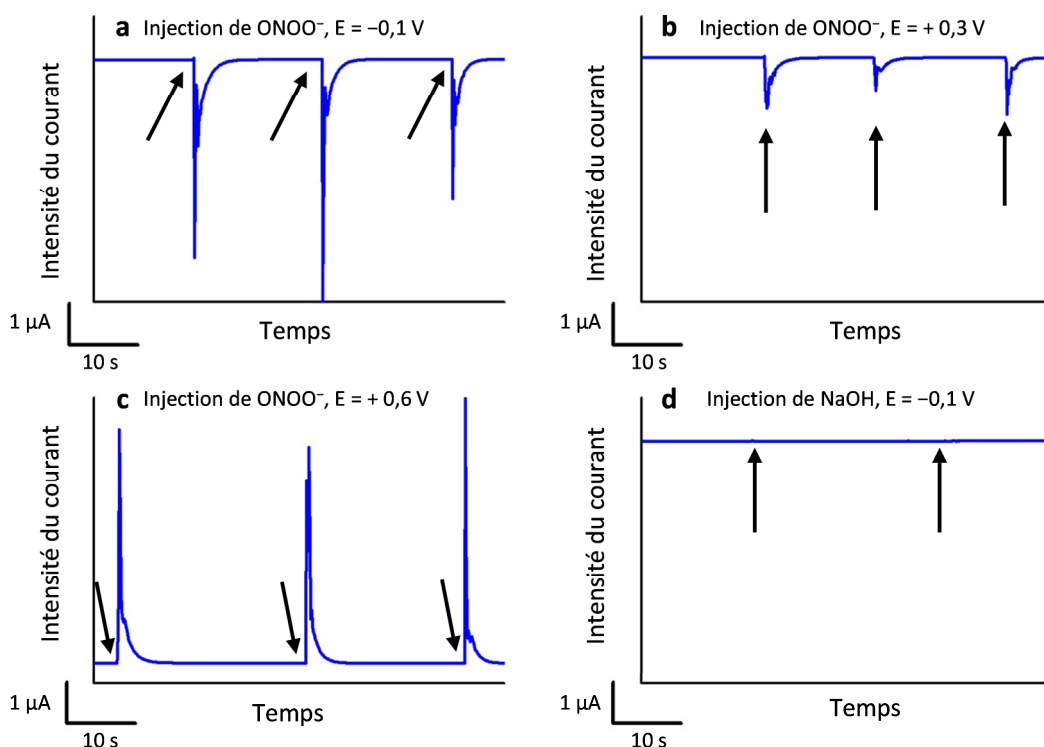 a Injection de ONOO⁻, E = −0,1 V
Intensité du courant
1 µA
10 s
Temps
b Injection de ONOO⁻, E = + 0,3 V
Intensité du courant
1 µA
10 s
Temps
c Injection de ONOO⁻, E = + 0,6 V
Intensité du courant
1 µA
10 s
Temps
d Injection de NaOH, E = −0,1 V
Intensité du courant
1 µA
10 s
Temps